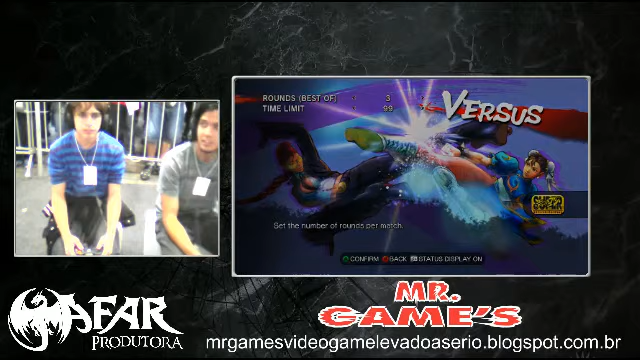 ROUNDS (BEST OF) 3
TIME LIMIT 99
VERSUS
SUPER
Set the number of rounds per match.
CONFIRM BACK STATUS DISPLAY ON
MR.
GAME'S
AFAR
PRODUTORA
mrgamesvideogamelevadoaserio.blogspot.com.br